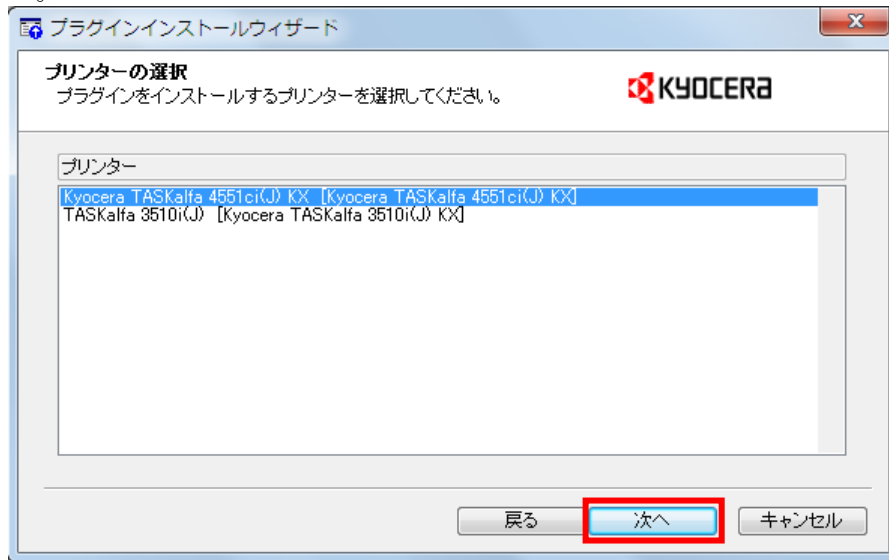 。
プラグインインストールウィザード
プリンターの選択
プラグインをインストールするプリンターを選択してください。
KYOCERA
プリンター
Kyocera TASKalfa 4551ci(J) KX [Kyocera TASKalfa 4551ci(J) KX]
TASKalfa 3510i(J) [Kyocera TASKalfa 3510i(J) KX]
戻る 次へ キャンセル